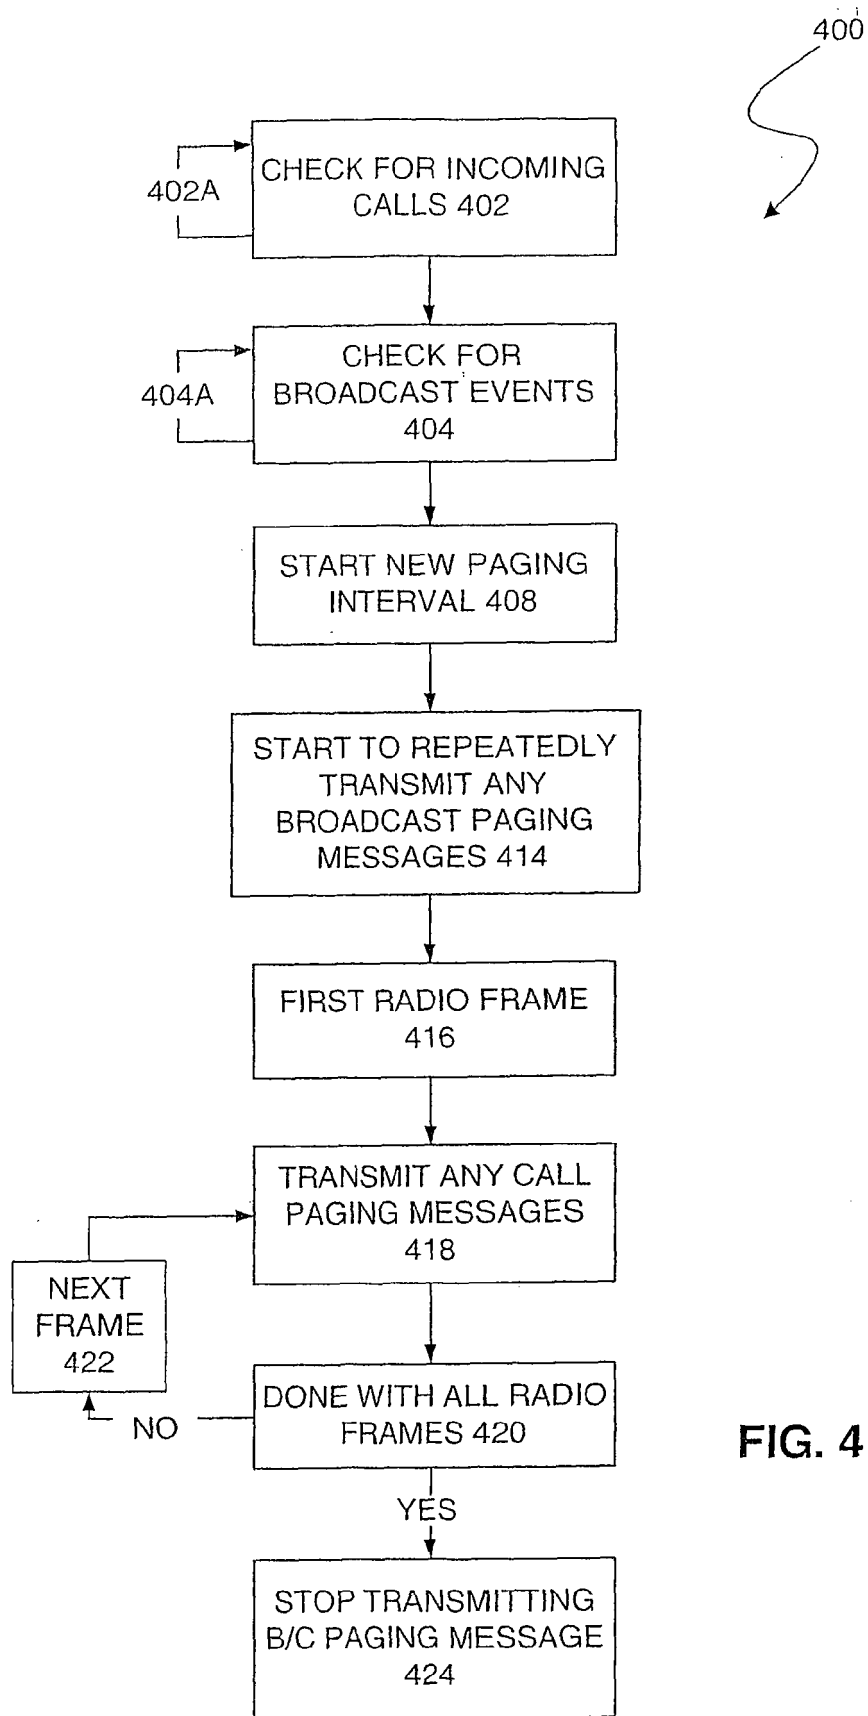 400
CHECK FOR INCOMING
CALLS 402
402A
CHECK FOR
BROADCAST EVENTS
404
404A
START NEW PAGING
INTERVAL 408
START TO REPEATEDLY
TRANSMIT ANY
BROADCAST PAGING
MESSAGES 414
FIRST RADIO FRAME
416
TRANSMIT ANY CALL
PAGING MESSAGES
418
NEXT
FRAME
422
DONE WITH ALL RADIO
FRAMES 420
NO
YES
STOP TRANSMITTING
B/C PAGING MESSAGE
424
FIG. 4